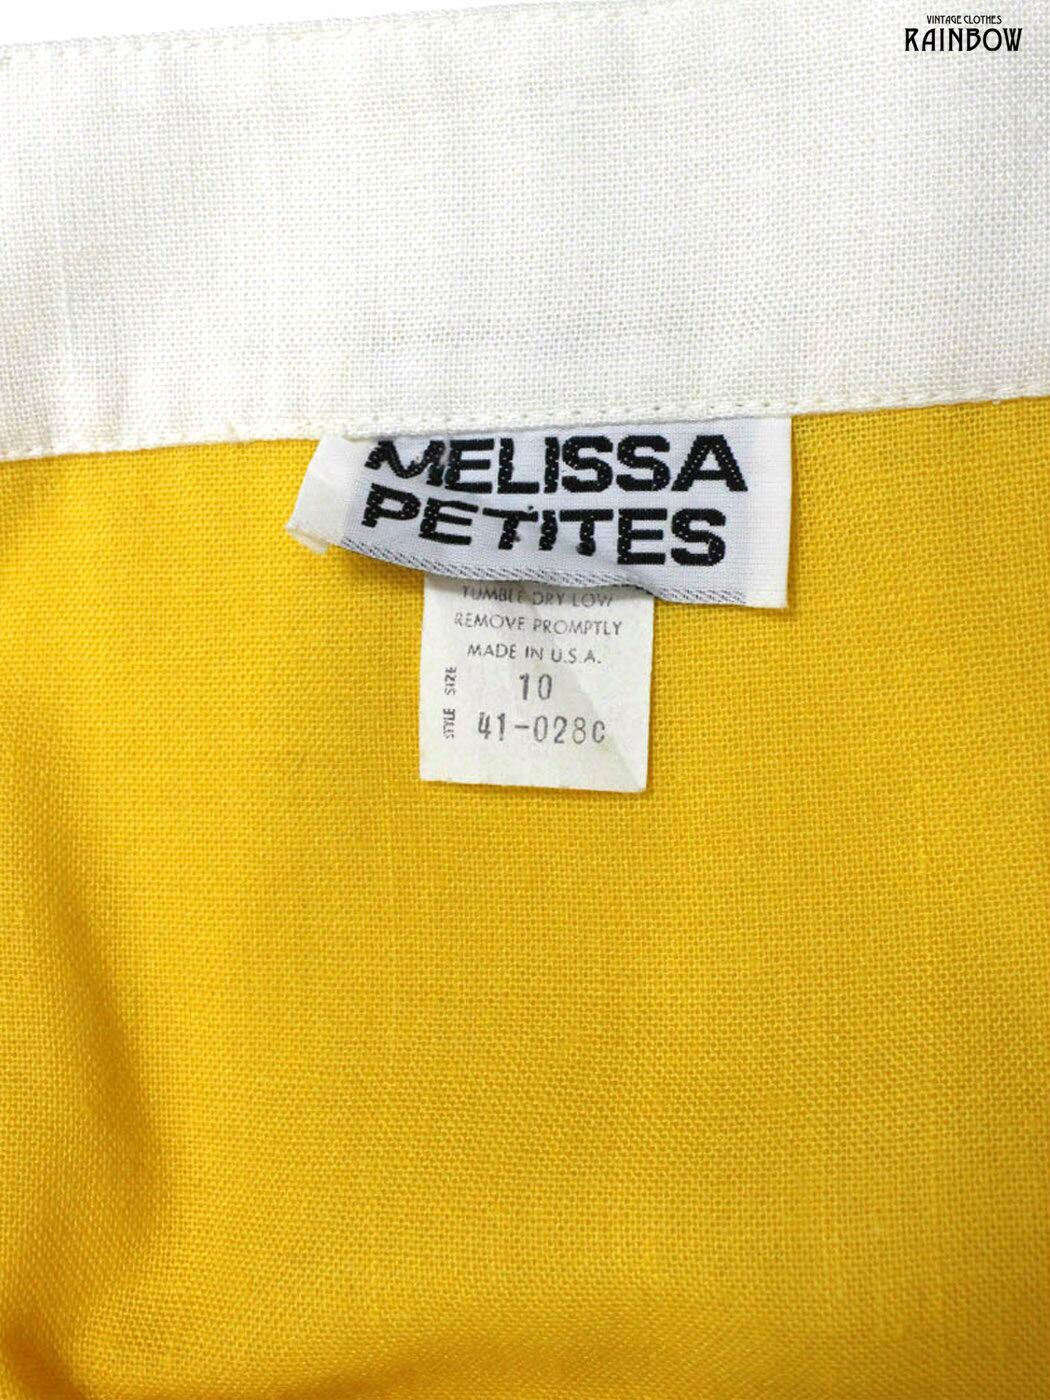 VINTAGE CLOTHES
RAINBOW
MELISSA
PETITES
TUMBLE DRY LOW
REMOVE PROMPTLY
MADE IN U.S.A.
SIZE 10
STYLE 41-028C